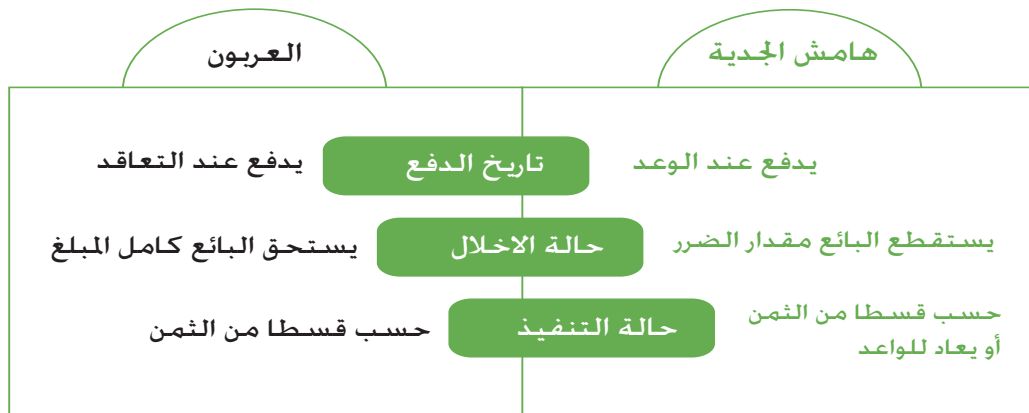 هامش الجدية
العربون
يدفع عند الوعد
تاريخ الدفع
يدفع عند التعاقد
يستقطع البائع مقدار الضرر
حالة الاخلال
يستحق البائع كامل المبلغ
حسب قسطا من الثمن
أو يعاد للواعد
حالة التنفيذ
حسب قسطا من الثمن